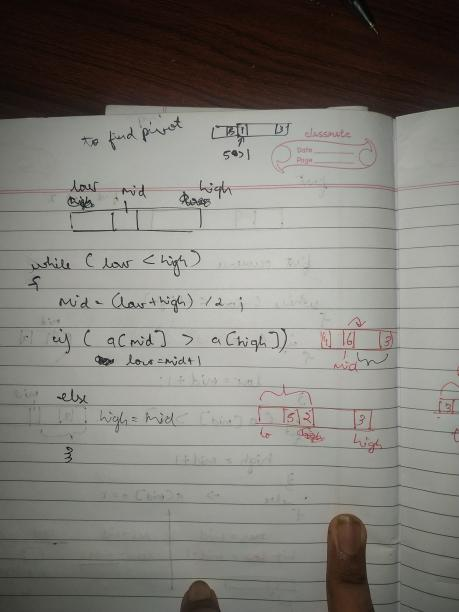 to find pivot
5 1 3
classmate
Date
Page
5 > 1
low mid high
while ( low < high )
{
mid = (low + high) / 2 ;
if ( a[mid] > a[high] )
4 6 3
low = mid + 1
mid
else
high = mid
5 2 3
lo
high
}